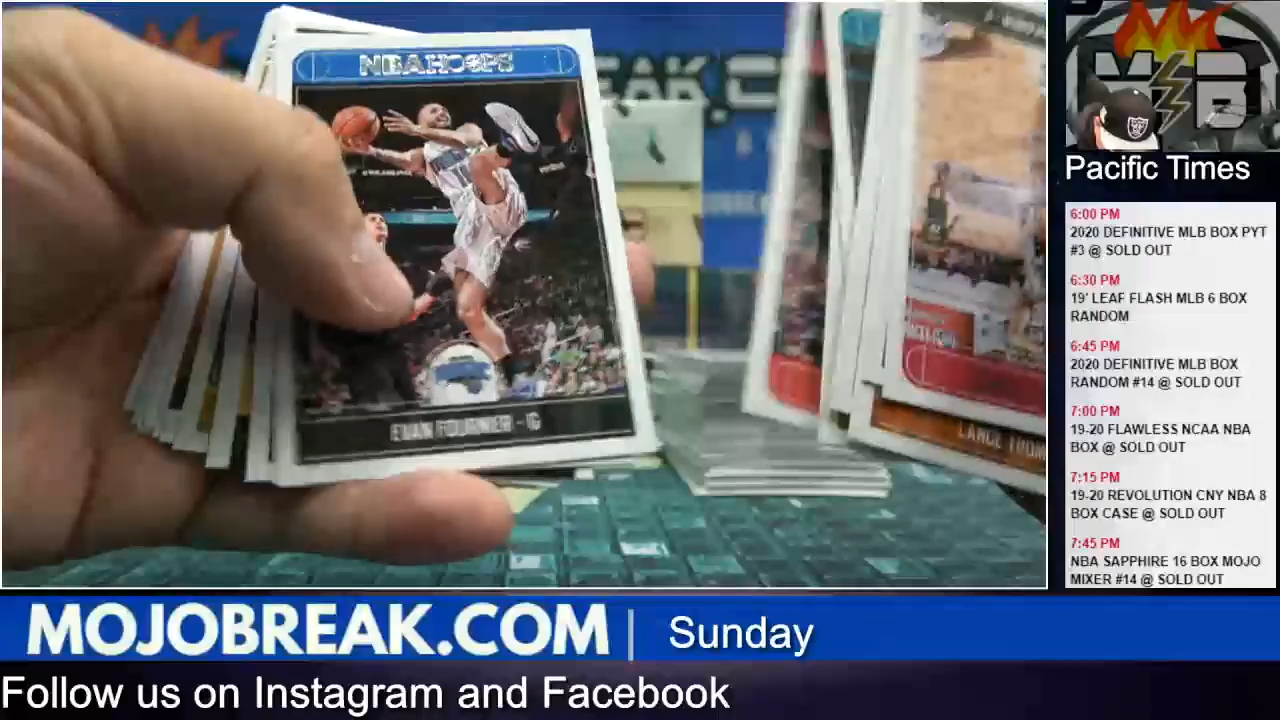 NBA HOOPS
EVAN FOURNIER - G
LANCE THOM
EAK.C
MB
Pacific Times
6:00 PM
2020 DEFINITIVE MLB BOX PYT
#3 @ SOLD OUT
6:30 PM
19' LEAF FLASH MLB 6 BOX
RANDOM
6:45 PM
2020 DEFINITIVE MLB BOX
RANDOM #14 @ SOLD OUT
7:00 PM
19-20 FLAWLESS NCAA NBA
BOX @ SOLD OUT
7:15 PM
19-20 REVOLUTION CNY NBA 8
BOX CASE @ SOLD OUT
7:45 PM
NBA SAPPHIRE 16 BOX MOJO
MIXER #14 @ SOLD OUT
MOJOBREAK.COM | Sunday
Follow us on Instagram and Facebook